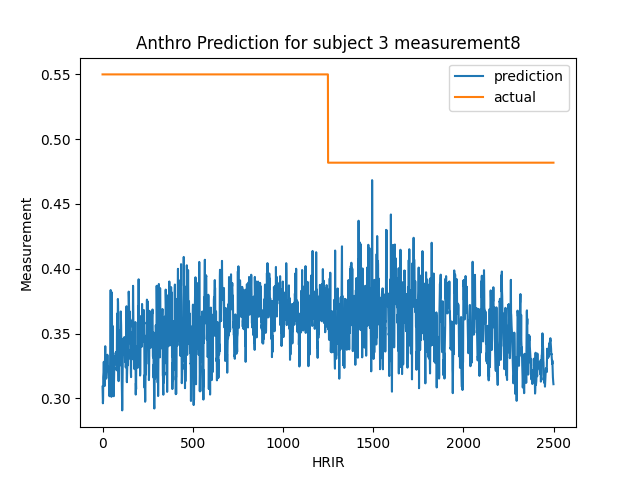 Anthro Prediction for subject 3 measurement8
prediction
actual
Measurement
0.55
0.50
0.45
0.40
0.35
0.30
0
500
1000
1500
2000
2500
HRIR